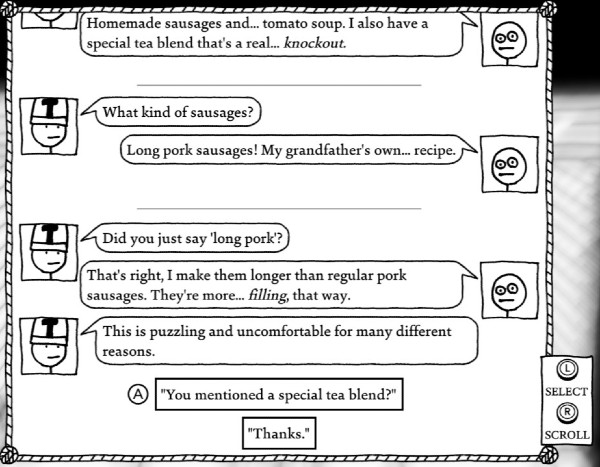 Homemade sausages and... tomato soup. I also have a
special tea blend that's a real... knockout.
T
What kind of sausages?
Long pork sausages! My grandfather's own... recipe.
T
Did you just say 'long pork'?
That's right, I make them longer than regular pork
sausages. They're more... filling, that way.
T
This is puzzling and uncomfortable for many different
reasons.
A "You mentioned a special tea blend?"
"Thanks."
L
SELECT
R
SCROLL